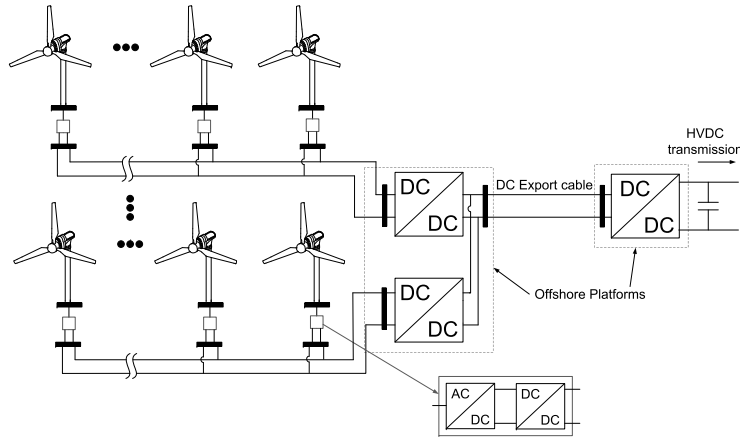 HVDC
transmission
DC
DC
DC Export cable
DC
DC
DC
DC
Offshore Platforms
AC
DC
DC
DC